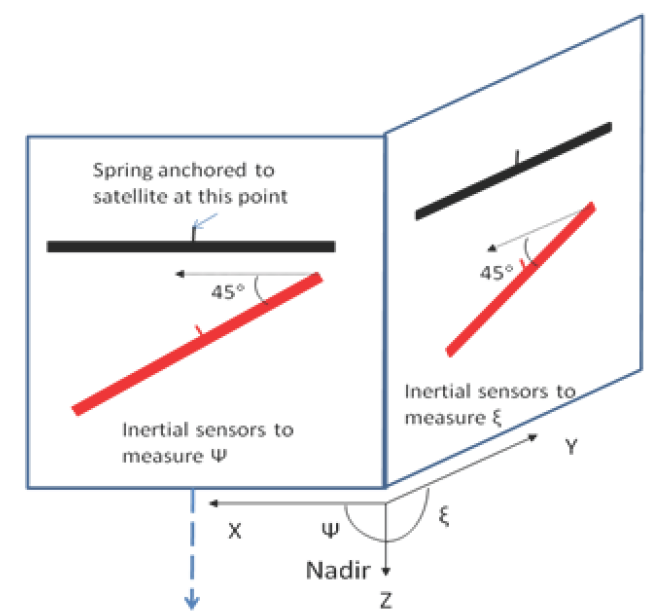 Spring anchored to
satellite at this point
45°
45°
Inertial sensors to
measure ξ
Inertial sensors to
measure Ψ
Y
X
Ψ
ξ
Nadir
Z